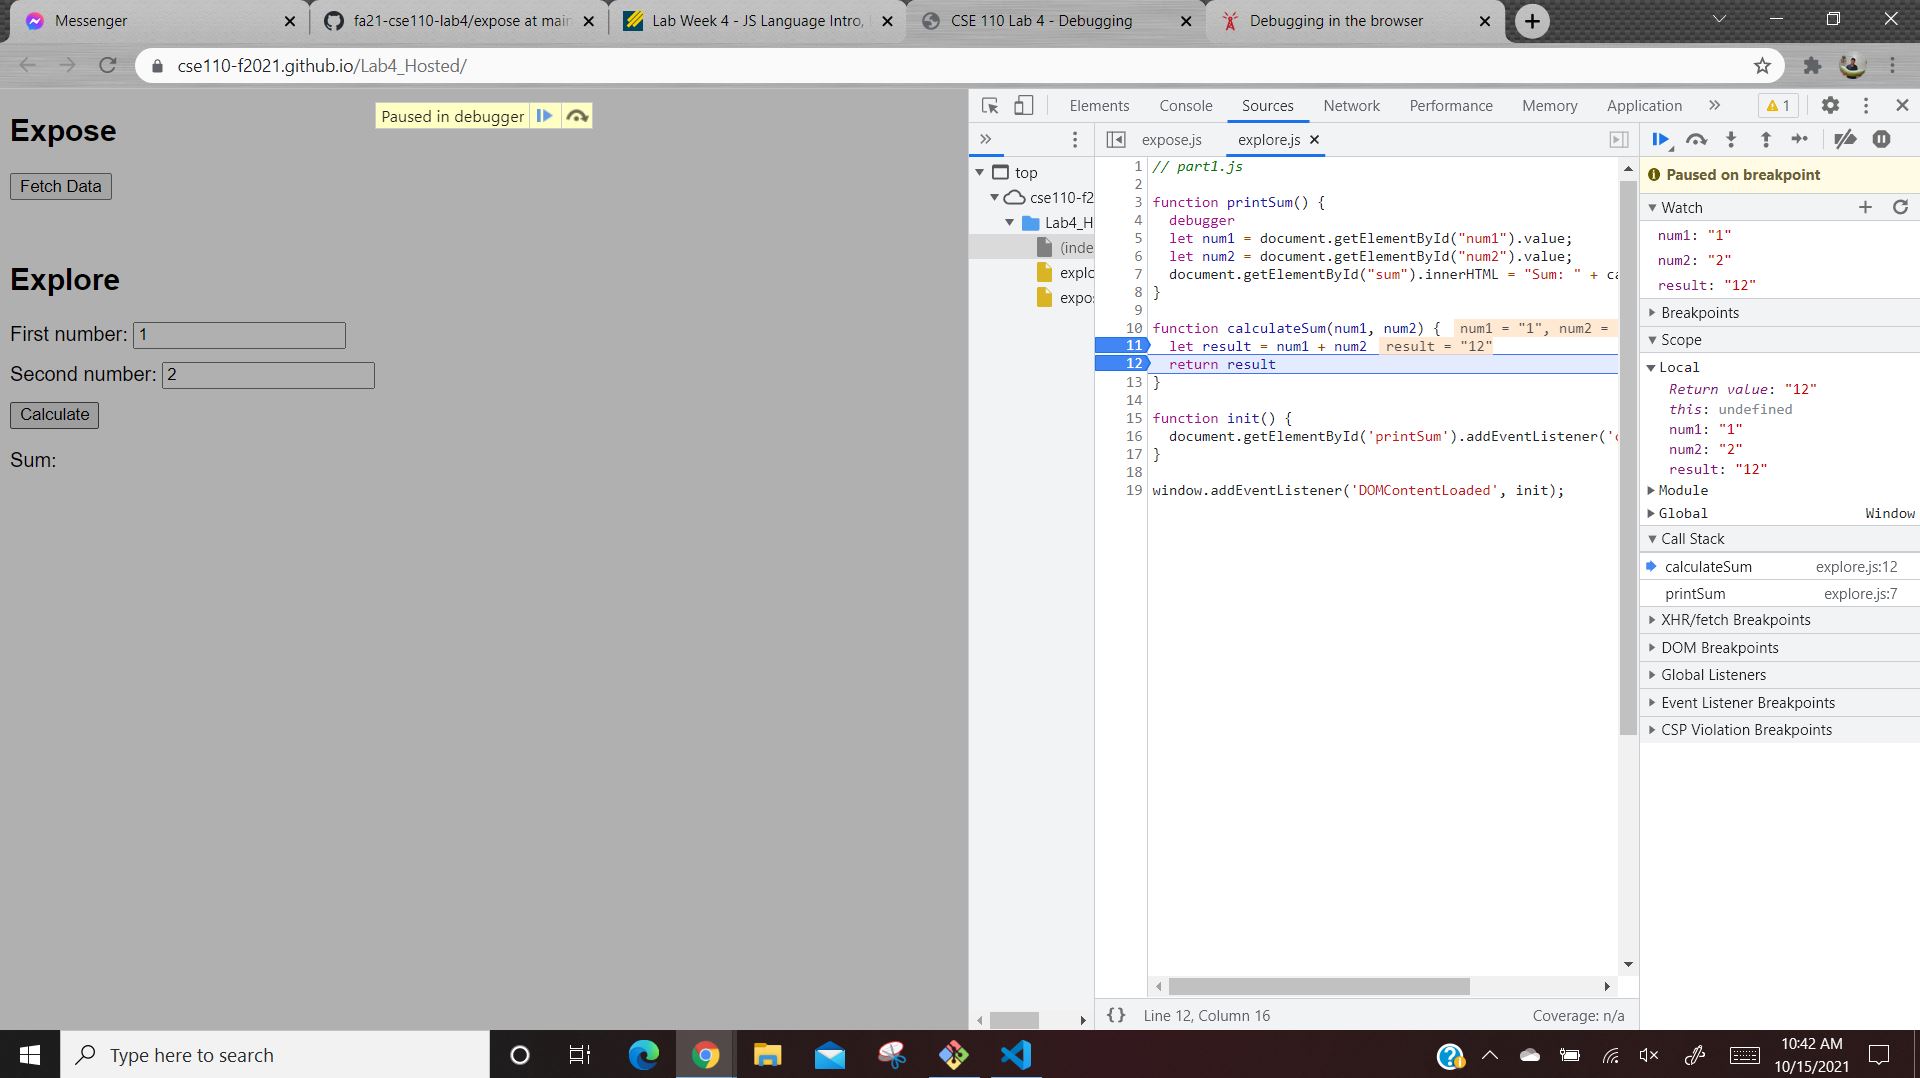 Messenger
fa21-cse110-lab4/expose at main
Lab Week 4 - JS Language Intro,
CSE 110 Lab 4 - Debugging
Debugging in the browser
cse110-f2021.github.io/Lab4_Hosted/
Paused in debugger
Expose
Fetch Data
Explore
First number: 1
Second number: 2
Calculate
Sum:
Elements Console Sources Network Performance Memory Application » 1
»
expose.js explore.js
top
cse110-f2
Lab4_H
(inde
explo
expo
1 // part1.js
2
3 function printSum() {
4 debugger
5 let num1 = document.getElementById("num1").value;
6 let num2 = document.getElementById("num2").value;
7 document.getElementById("sum").innerHTML = "Sum: " + ca
8 }
9
10 function calculateSum(num1, num2) { num1 = "1", num2 =
11 let result = num1 + num2 result = "12"
12 return result
13 }
14
15 function init() {
16 document.getElementById('printSum').addEventListener('c
17 }
18
19 window.addEventListener('DOMContentLoaded', init);
{} Line 12, Column 16 Coverage: n/a
Paused on breakpoint
Watch
num1: "1"
num2: "2"
result: "12"
Breakpoints
Scope
Local
Return value: "12"
this: undefined
num1: "1"
num2: "2"
result: "12"
Module
Global Window
Call Stack
calculateSum explore.js:12
printSum explore.js:7
XHR/fetch Breakpoints
DOM Breakpoints
Global Listeners
Event Listener Breakpoints
CSP Violation Breakpoints
Type here to search
10:42 AM
10/15/2021